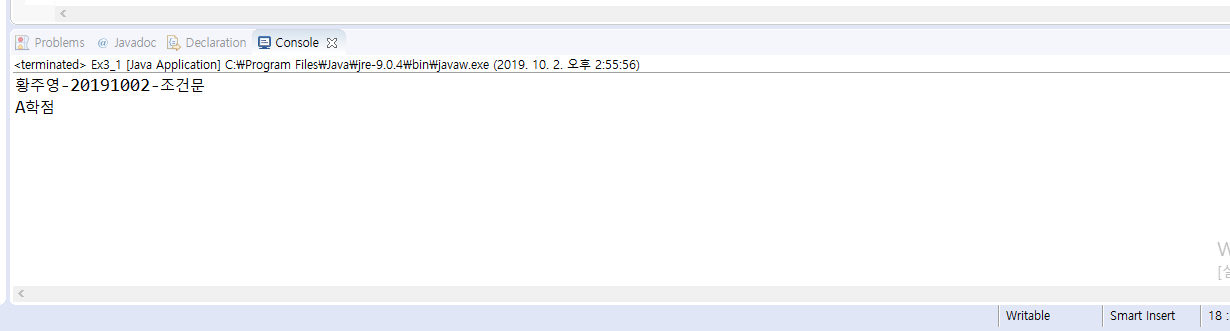 Problems @ Javadoc Declaration Console
<terminated> Ex3_1 [Java Application] C:₩Program Files₩Java₩jre-9.0.4₩bin₩javaw.exe (2019. 10. 2. 오후 2:55:56)
황주영-20191002-조건문
A학점
Writable Smart Insert 18 :